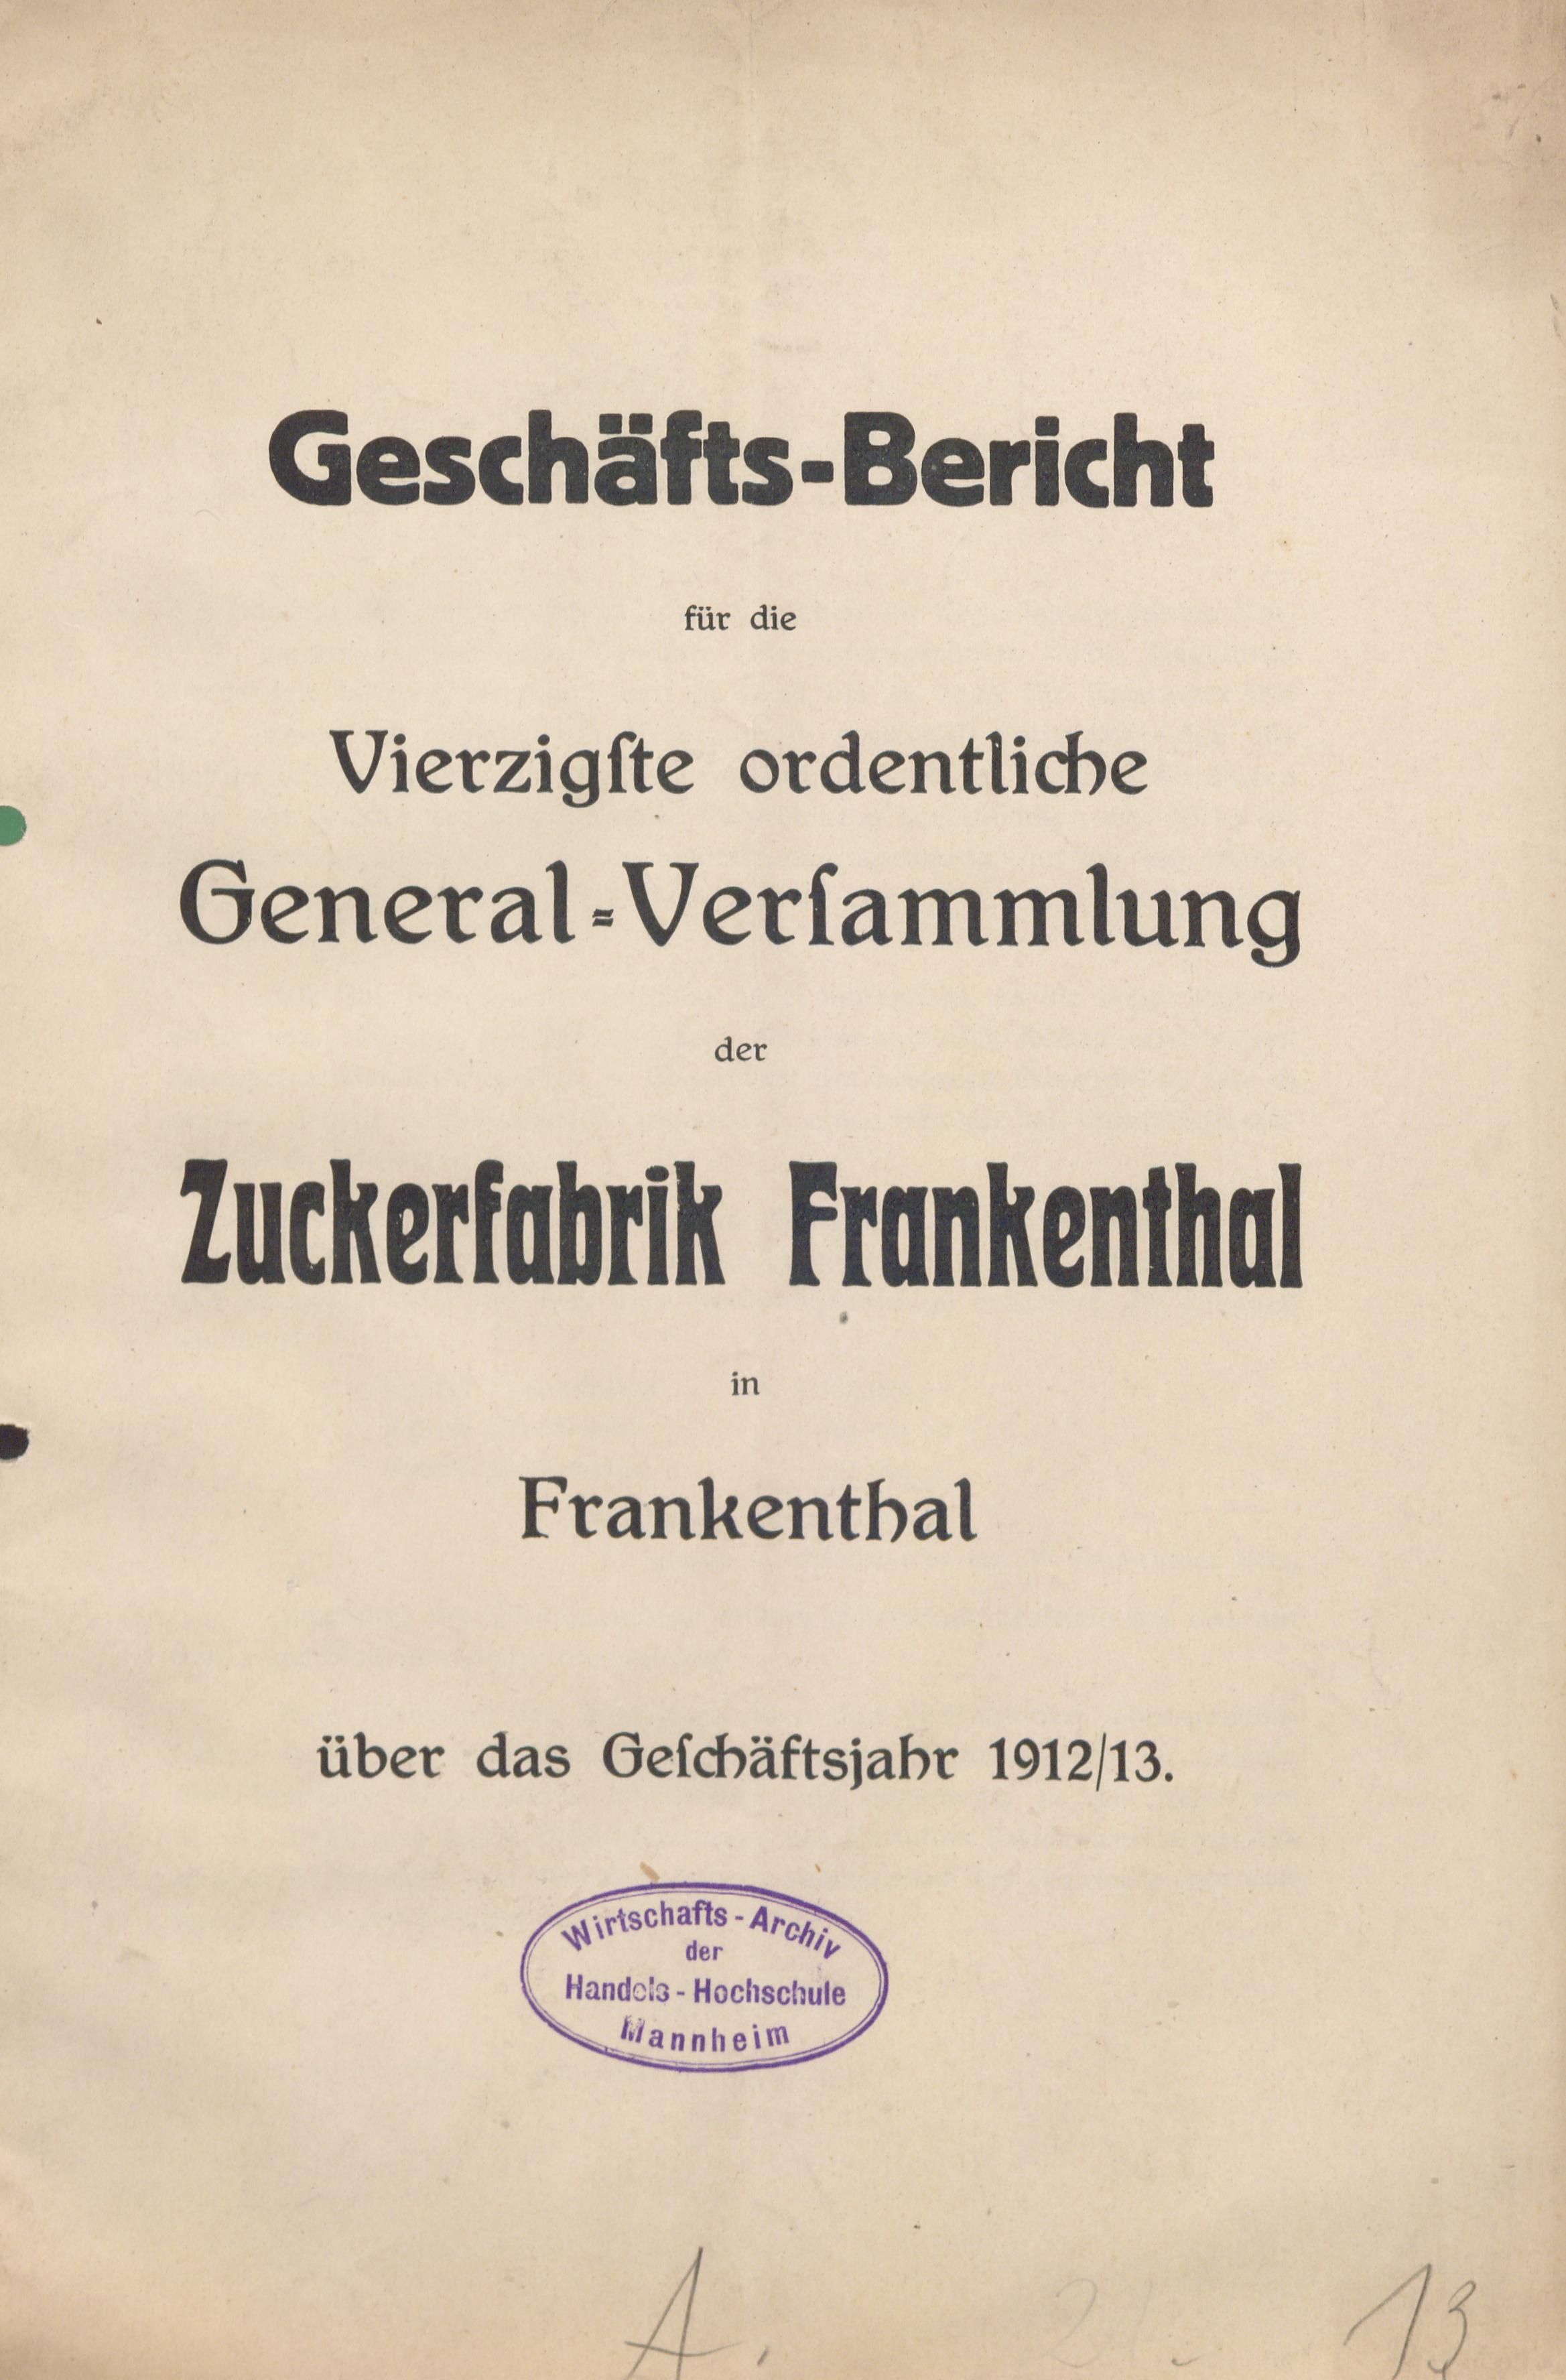 Geschäfts-Bericht
für die
Vierzigſte ordentliche
General=Verſammlung
der
Zuckerfabrik Frankenthal
in
Frankenthal
über das Geſchäftsjahr 1912/13.
Wirtschafts-Archiv
der
Handels-Hochschule
Mannheim
A. 13